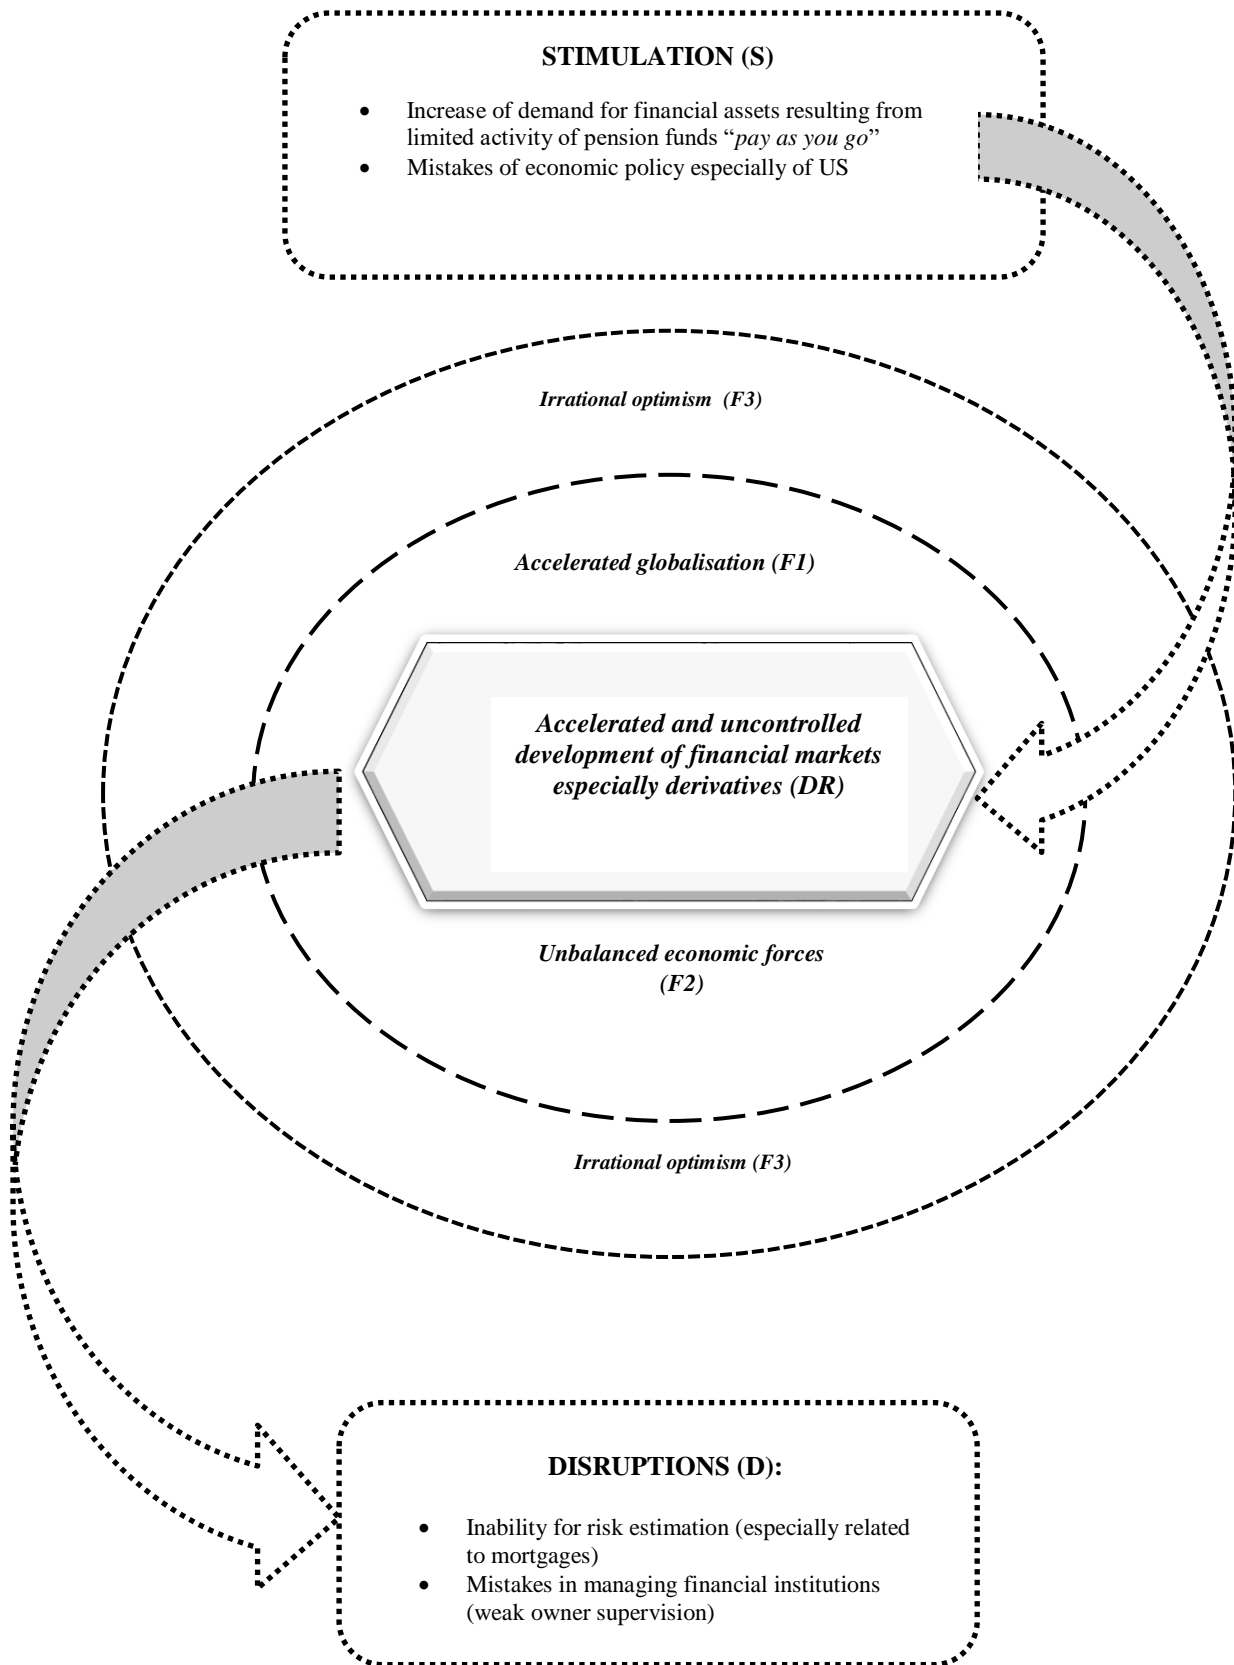 STIMULATION (S)
• Increase of demand for financial assets resulting from
limited activity of pension funds “pay as you go”
• Mistakes of economic policy especially of US
Irrational optimism (F3)
Accelerated globalisation (F1)
Accelerated and uncontrolled
development of financial markets
especially derivatives (DR)
Unbalanced economic forces
(F2)
Irrational optimism (F3)
DISRUPTIONS (D):
• Inability for risk estimation (especially related
to mortgages)
• Mistakes in managing financial institutions
(weak owner supervision)